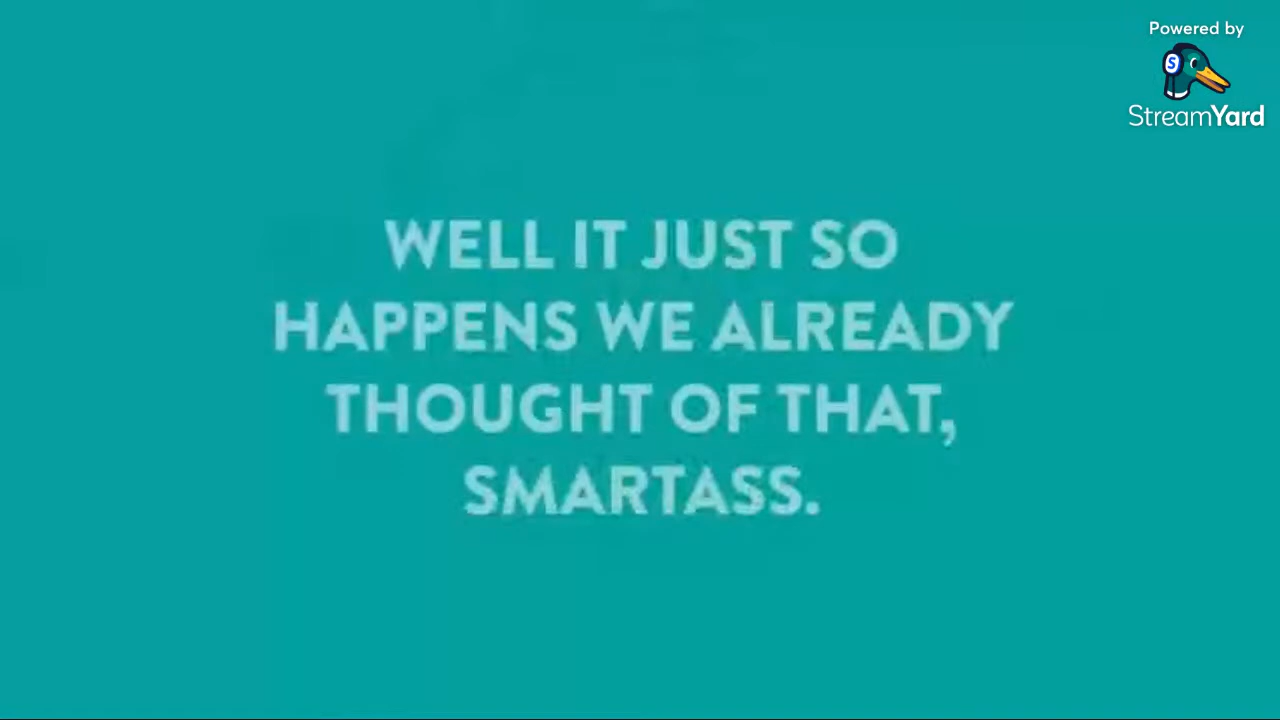 Powered by
S
StreamYard
WELL IT JUST SO
HAPPENS WE ALREADY
THOUGHT OF THAT,
SMARTASS.